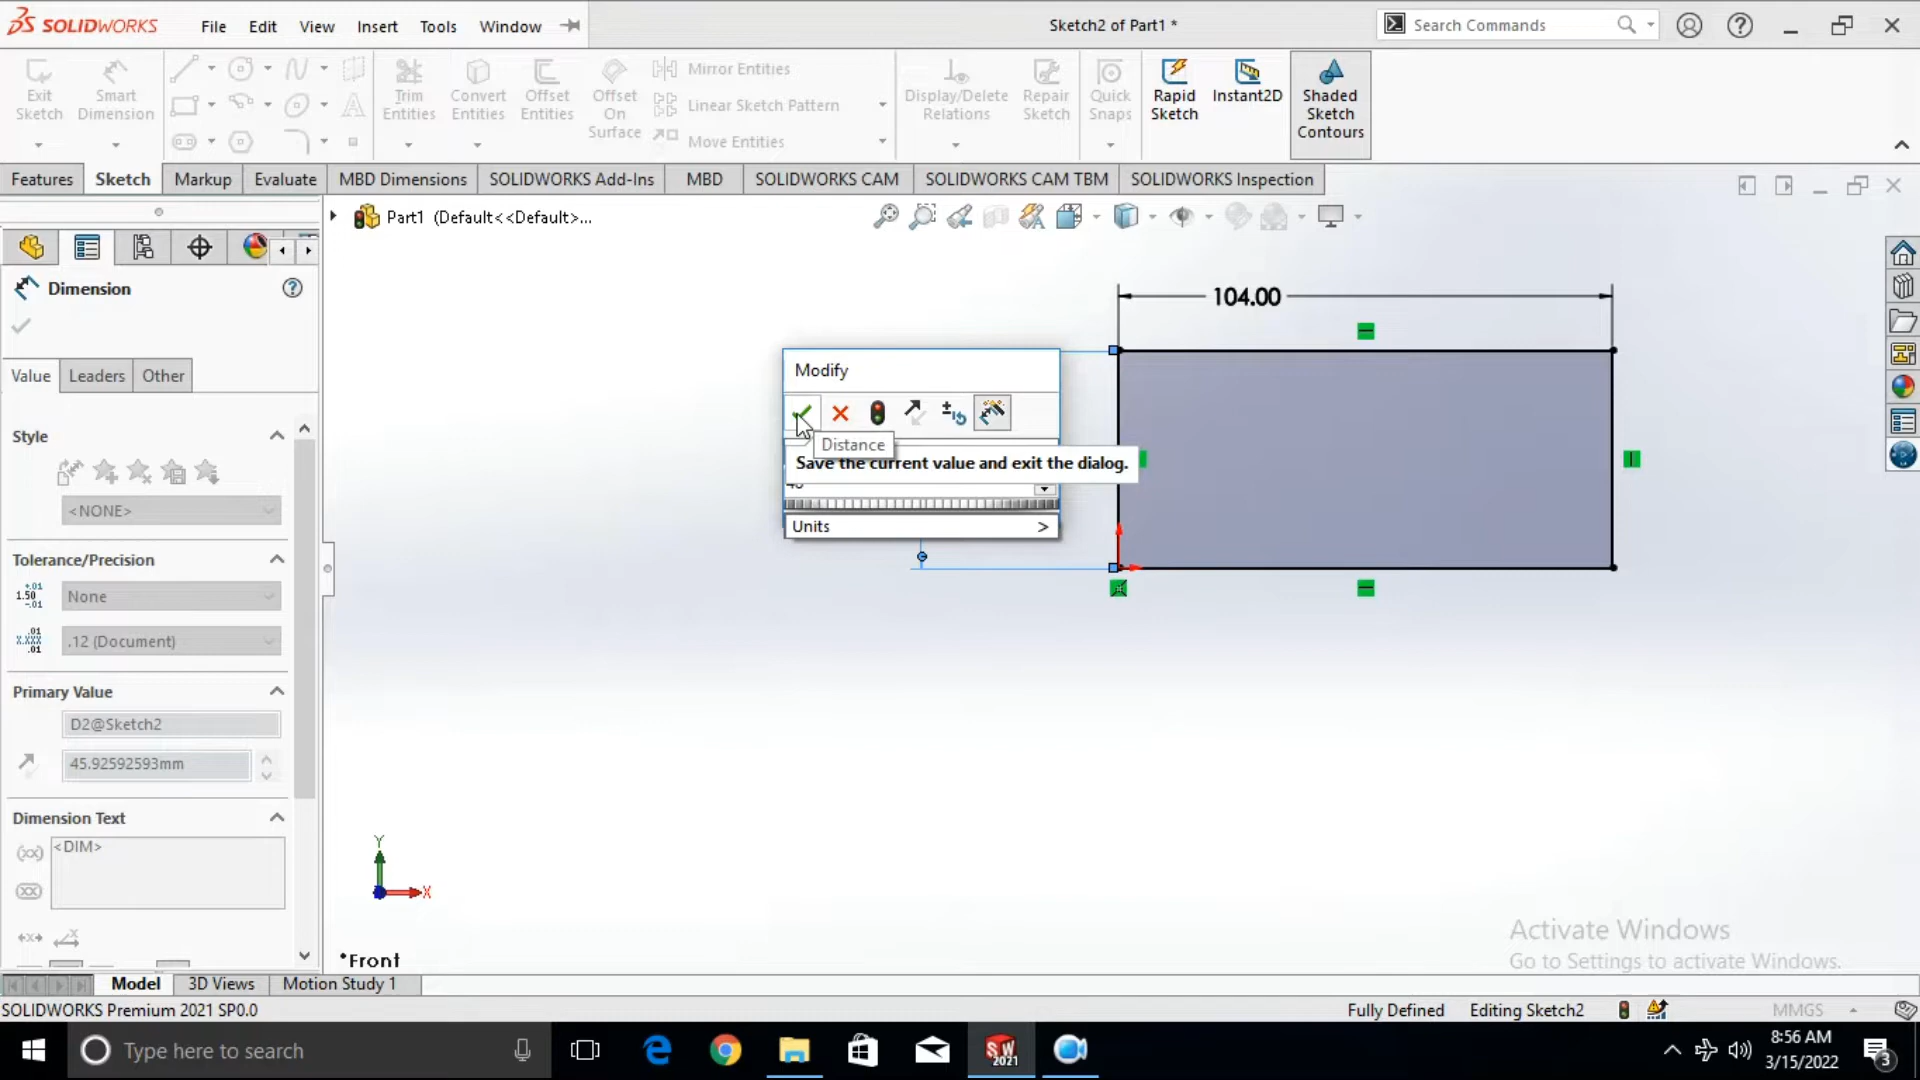 SOLIDWORKS File Edit View Insert Tools Window Sketch2 of Part1 * Search Commands
Exit Sketch
Smart Dimension
Trim Entities
Convert Entities
Offset Entities
Offset On Surface
Mirror Entities
Linear Sketch Pattern
Move Entities
Display/Delete Relations
Repair Sketch
Quick Snaps
Rapid Sketch
Instant2D
Shaded Sketch Contours
Features Sketch Markup Evaluate MBD Dimensions SOLIDWORKS Add-Ins MBD SOLIDWORKS CAM SOLIDWORKS CAM TBM SOLIDWORKS Inspection
Part1 (Default<<Default>...
Dimension
Value Leaders Other
Style
<NONE>
Tolerance/Precision
None
.12 (Document)
Primary Value
D2@Sketch2
45.92592593mm
Dimension Text
<DIM>
104.00
Modify
Distance
Save the current value and exit the dialog.
Units >
Y
X
*Front
Activate Windows
Go to Settings to activate Windows.
Model 3D Views Motion Study 1
SOLIDWORKS Premium 2021 SP0.0 Fully Defined Editing Sketch2 MMGS
Type here to search
SW 2021
8:56 AM
3/15/2022
3